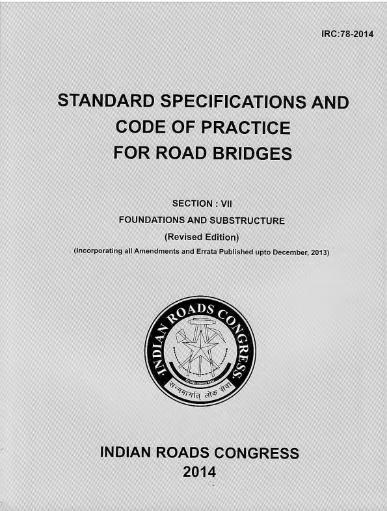 IRC:78-2014
STANDARD SPECIFICATIONS AND
CODE OF PRACTICE
FOR ROAD BRIDGES
SECTION : VII
FOUNDATIONS AND SUBSTRUCTURE
(Revised Edition)
(Incorporating all Amendments and Errata Published upto December, 2013)
INDIAN ROADS CONGRESS
INDIAN ROADS CONGRESS
2014